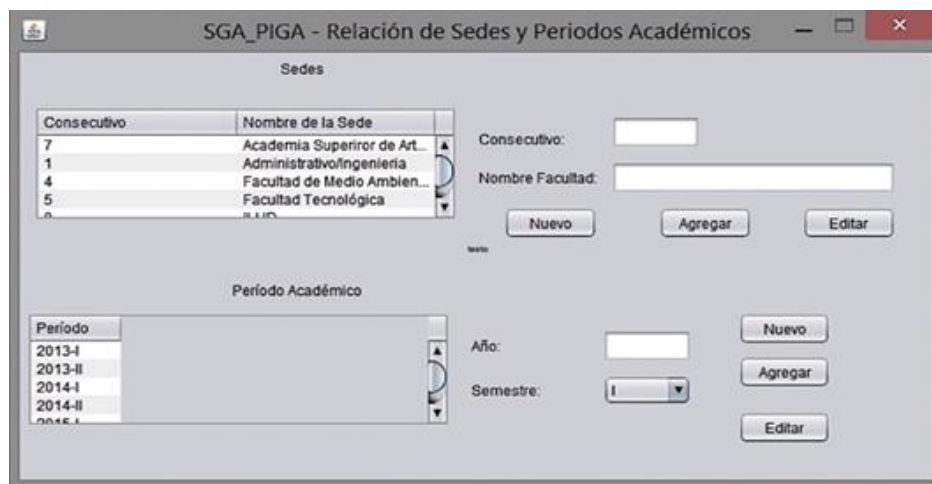 SGA_PIGA - Relación de Sedes y Periodos Académicos
Sedes
Consecutivo Nombre de la Sede
7 Academia Superiror de Art...
1 Administrativo/Ingenieria
4 Facultad de Medio Ambien...
5 Facultad Tecnológica
Consecutivo:
Nombre Facultad:
Nuevo Agregar Editar
texto
Período Académico
Período
2013-I
2013-II
2014-I
2014-II
2015-I
Año:
Semestre: I
Nuevo
Agregar
Editar